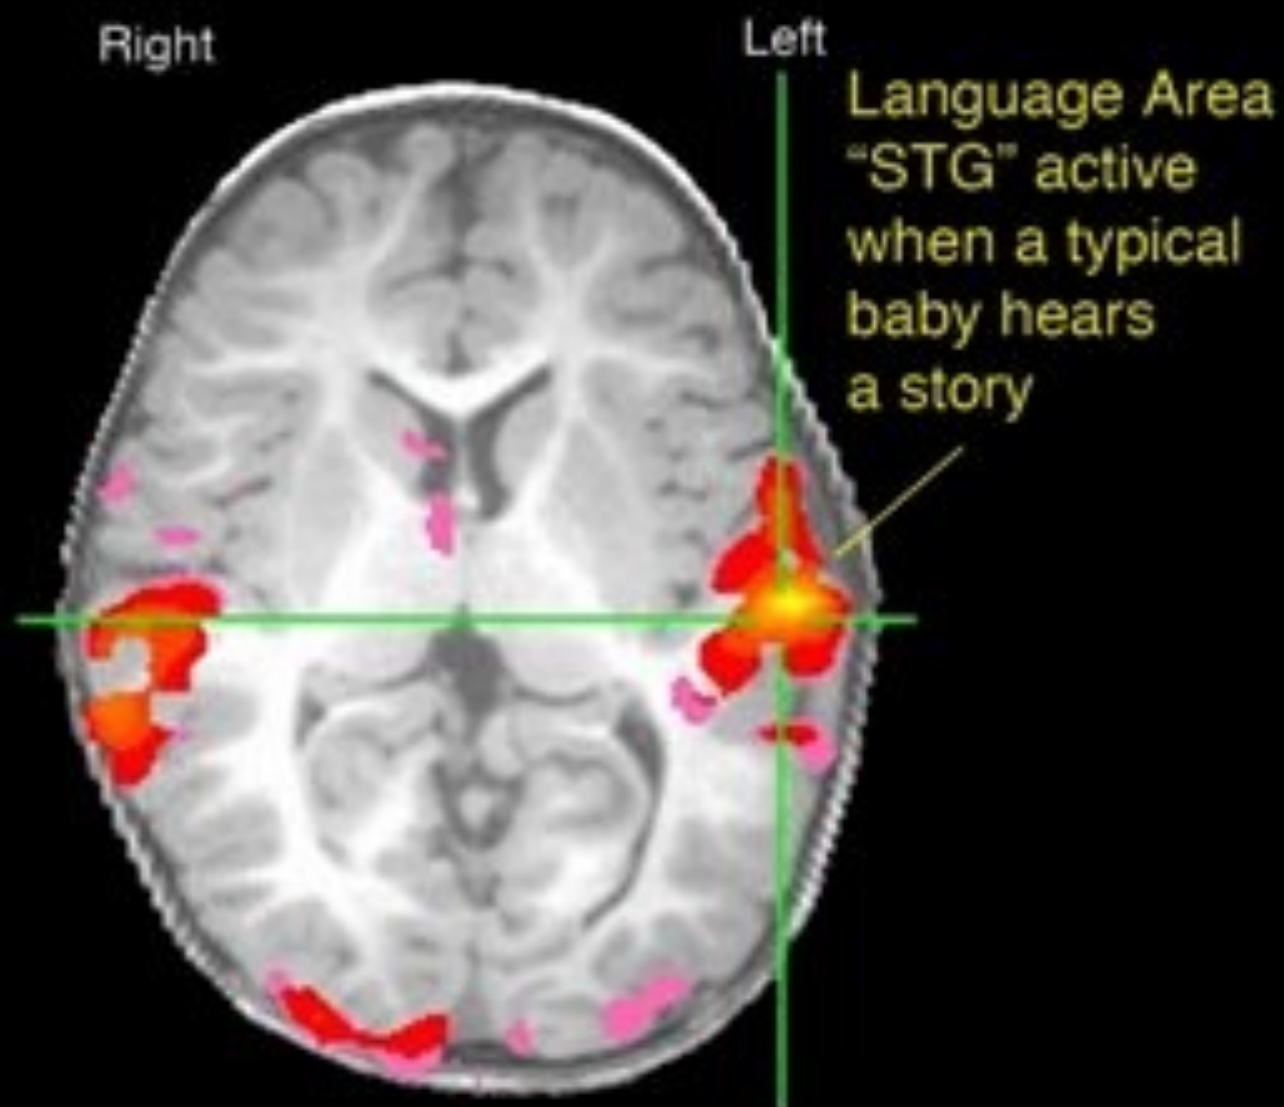 Right
Left
Language Area
“STG” active
when a typical
baby hears
a story